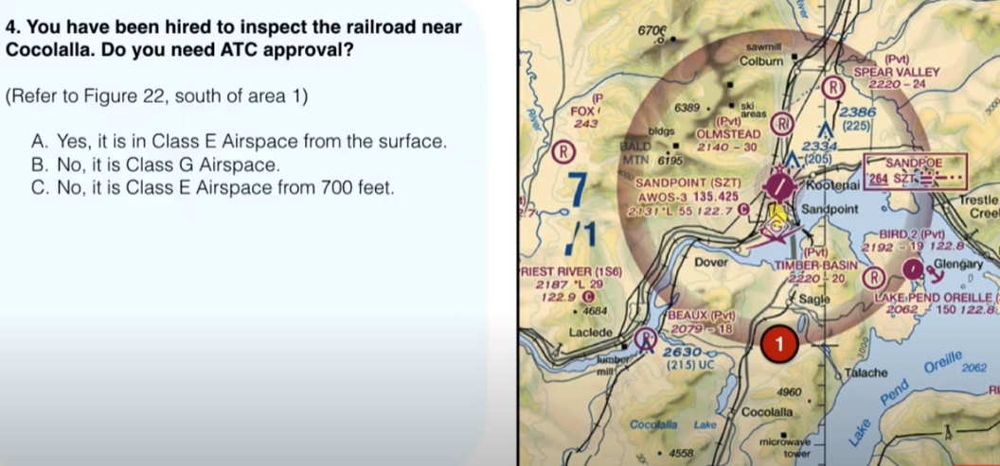 4. You have been hired to inspect the railroad near
Cocolalla. Do you need ATC approval?
(Refer to Figure 22, south of area 1)
A. Yes, it is in Class E Airspace from the surface.
B. No, it is Class G Airspace.
C. No, it is Class E Airspace from 700 feet.
River
6706
sawmill
Colburn
(Pvt)
SPEAR VALLEY
2220 - 24
R
(P
FOX
243
6389
ski
areas
(Pvt)
OLMSTEAD
2140 - 30
R
2386
(225)
bldgs
BALD
MTN 6195
2334
(205)
River
R
SANDPOE
264 SZT
7
/1
SANDPOINT (SZT)
AWOS-3 135.425
2131 *L 55 122.7 C
Kootenai
Sandpoint
Trestle
Cree
G
BIRD 2 (Pvt)
2192 - 19 122.8
Dover
(Pvt)
TIMBER BASIN
2220 - 20
R
Glengary
RIEST RIVER (1S6)
2187 *L 29
122.9 C
Sagle
LAKE PEND OREILLE
2062 - 150 122.8
4684
BEAUX (Pvt)
2079 - 18
Laclede
R
1
2630
(215) UC
lumber
mill
2000
Talache
Oreille
2062
Pend
Lake
4960
Cocolalla
Cocolalla Lake
microwave
tower
4558
3000